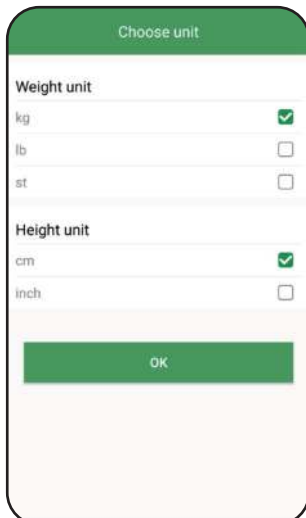 Choose unit
Weight unit
kg
lb
st
Height unit
cm
inch
OK